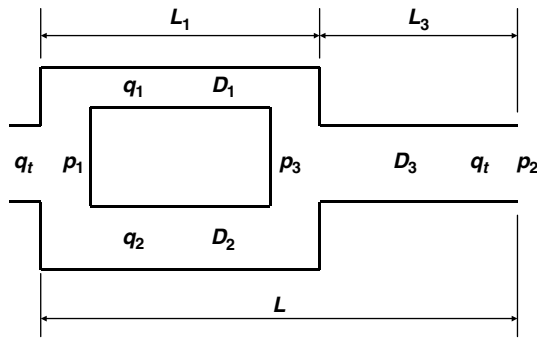 L₁ L₃
q₁ D₁
qₜ p₁ p₃ D₃ qₜ p₂
q₂ D₂
L